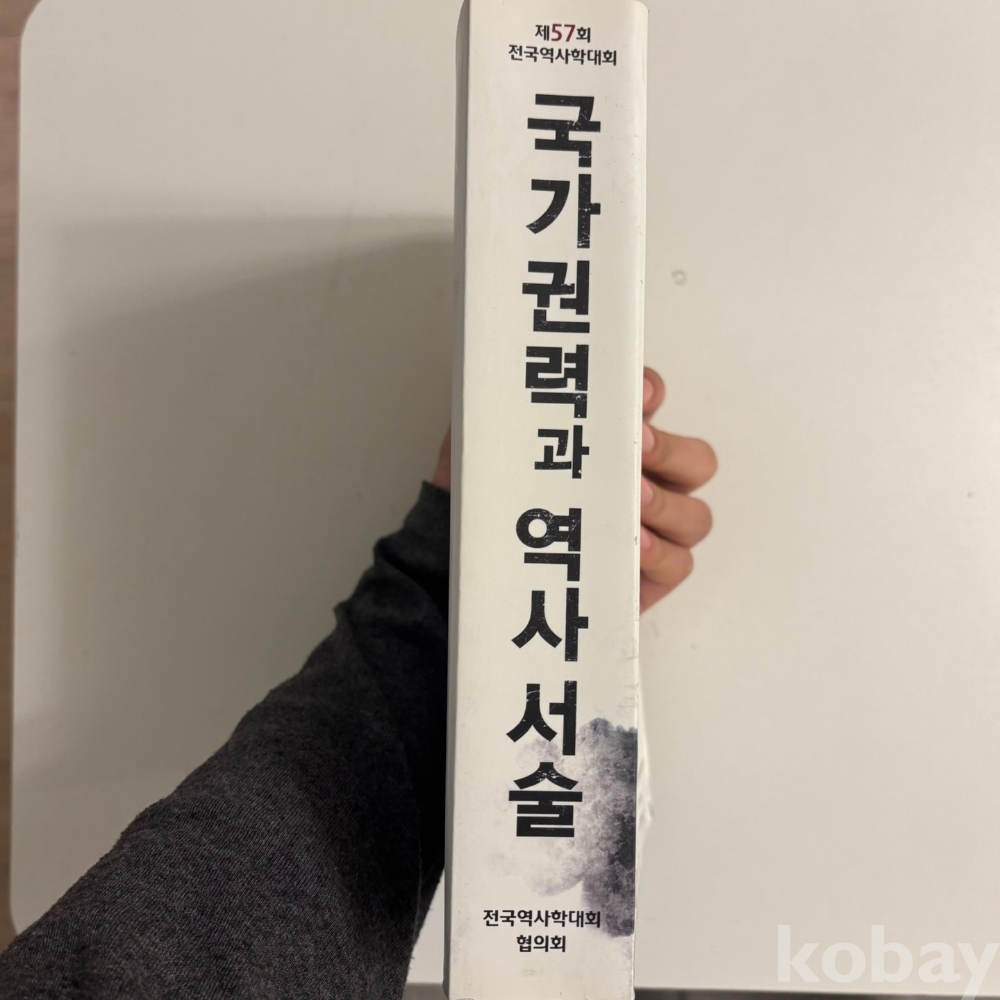 제57회
전국역사학대회
국가권력과 역사서술
전국역사학대회
협의회
kobay